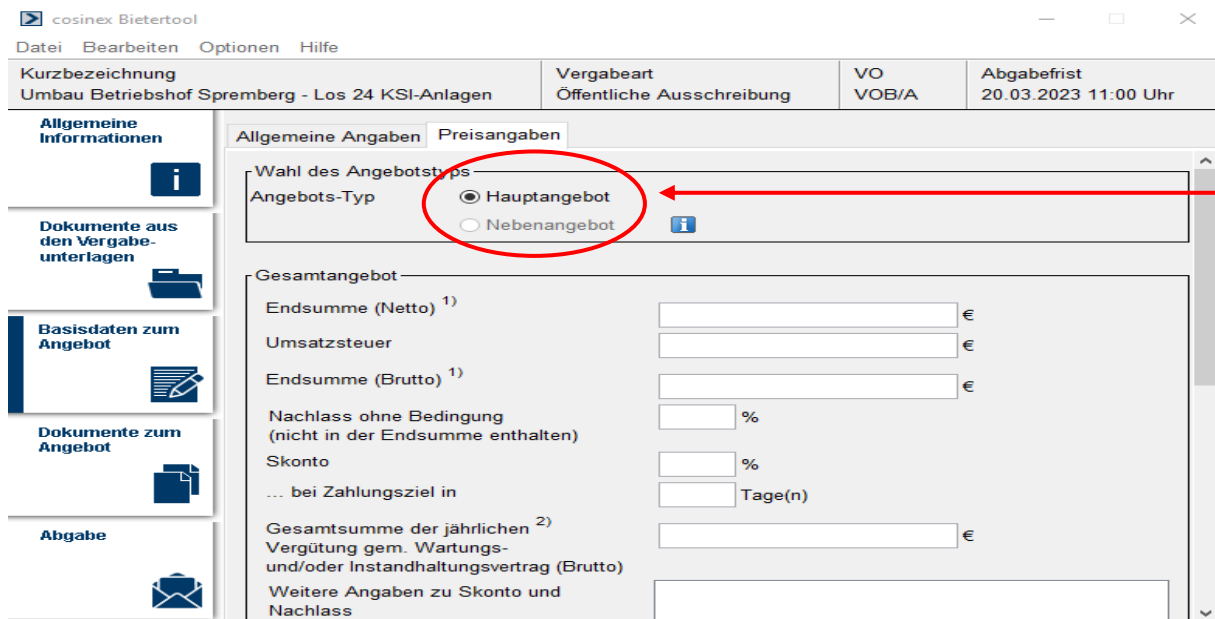 cosinex Bietertool
Datei Bearbeiten Optionen Hilfe
Kurzbezeichnung
Umbau Betriebshof Spremberg - Los 24 KSI-Anlagen
Vergabeart
Öffentliche Ausschreibung
VO
VOB/A
Abgabefrist
20.03.2023 11:00 Uhr
Allgemeine
Informationen
i
Dokumente aus
den Vergabe-
unterlagen
Basisdaten zum
Angebot
Dokumente zum
Angebot
Abgabe
Allgemeine Angaben Preisangaben
Wahl des Angebotstyps
Angebots-Typ Hauptangebot
Nebenangebot i
Gesamtangebot
Endsumme (Netto) 1) €
Umsatzsteuer €
Endsumme (Brutto) 1) €
Nachlass ohne Bedingung %
(nicht in der Endsumme enthalten)
Skonto %
... bei Zahlungsziel in Tage(n)
Gesamtsumme der jährlichen 2) €
Vergütung gem. Wartungs-
und/oder Instandhaltungsvertrag (Brutto)
Weitere Angaben zu Skonto und
Nachlass